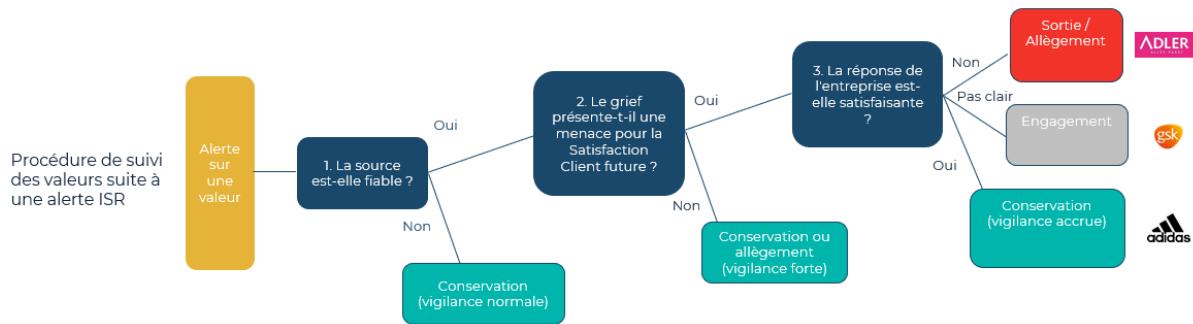 Procédure de suivi
des valeurs suite à
une alerte ISR
Alerte
sur
une
valeur
1. La source
est-elle fiable ?
Oui
Non
Conservation
(vigilance normale)
2. Le grief
présente-t-il une
menace pour la
Satisfaction
Client future ?
Oui
Non
Conservation ou
allègement
(vigilance forte)
3. La réponse de
l'entreprise est-
elle satisfaisante
?
Non
Pas clair
Oui
Sortie /
Allègement
ADLER
Engagement
gsk
Conservation
(vigilance accrue)
adidas